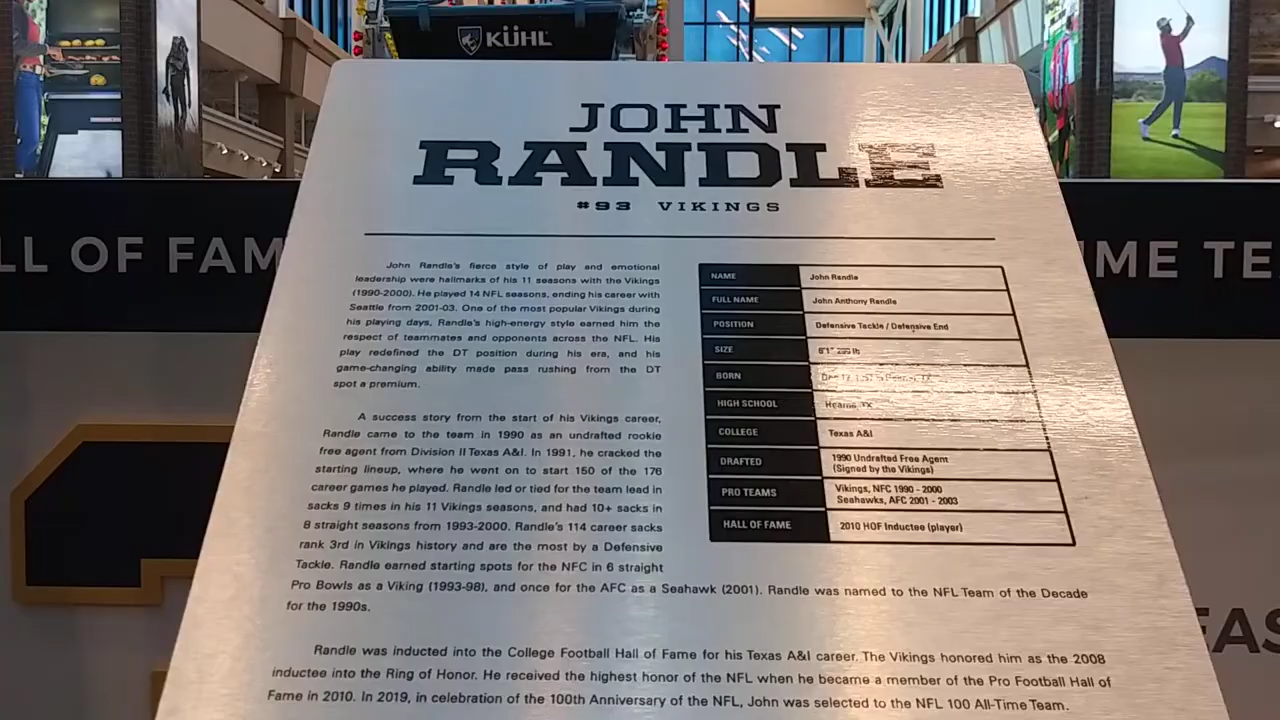 KÜHL
LL OF FAM
IME TE
FAS
JOHN
RANDLE
#93 VIKINGS
John Randle's fierce style of play and emotional
leadership were hallmarks of his 11 seasons with the Vikings
(1990-2000). He played 14 NFL seasons, ending his career with
Seattle from 2001-03. One of the most popular Vikings during
his playing days, Randle's high-energy style earned him the
respect of teammates and opponents across the NFL. His
play redefined the DT position during his era, and his
game-changing ability made pass rushing from the DT
spot a premium.
A success story from the start of his Vikings career,
Randle came to the team in 1990 as an undrafted rookie
free agent from Division II Texas A&I. In 1991, he cracked the
starting lineup, where he went on to start 150 of the 176
career games he played. Randle led or tied for the team lead in
sacks 9 times in his 11 Vikings seasons, and had 10+ sacks in
8 straight seasons from 1993-2000. Randle's 114 career sacks
rank 3rd in Vikings history and are the most by a Defensive
Tackle. Randle earned starting spots for the NFC in 6 straight
Pro Bowls as a Viking (1993-98), and once for the AFC as a Seahawk (2001). Randle was named to the NFL Team of the Decade
for the 1990s.
Randle was inducted into the College Football Hall of Fame for his Texas A&I career. The Vikings honored him as the 2008
inductee into the Ring of Honor. He received the highest honor of the NFL when he became a member of the Pro Football Hall of
Fame in 2010. In 2019, in celebration of the 100th Anniversary of the NFL, John was selected to the NFL 100 All-Time Team.
NAME John Randle
FULL NAME John Anthony Randle
POSITION Defensive Tackle / Defensive End
SIZE 6'1" lb
BORN
HIGH SCHOOL Hearne TX
COLLEGE Texas A&I
DRAFTED 1990 Undrafted Free Agent
(Signed by the Vikings)
PRO TEAMS Vikings, NFC 1990 - 2000
Seahawks, AFC 2001 - 2003
HALL OF FAME 2010 HOF Inductee (player)